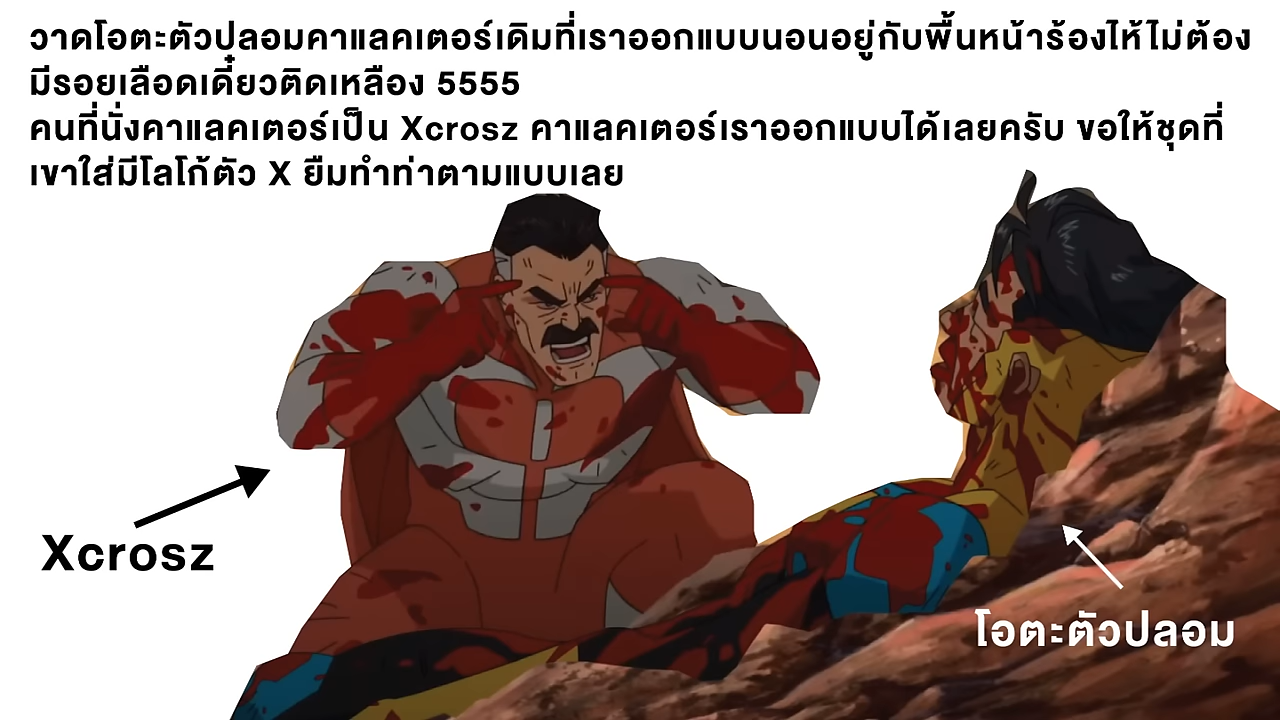 วาดโอตะตัวปลอมคาแลคเตอร์เดิมที่เราออกแบบนอนอยู่กับพื้นหน้าร้องไห้ไม่ต้อง
มีรอยเลือดเดี๋ยวติดเหลือง 5555
คนที่นั่งคาแลคเตอร์เป็น Xcrosz คาแลคเตอร์เราออกแบบได้เลยครับ ขอให้ชุดที่
เขาใส่มีโลโก้ตัว X ยืมทำท่าตามแบบเลย
Xcrosz
โอตะตัวปลอม